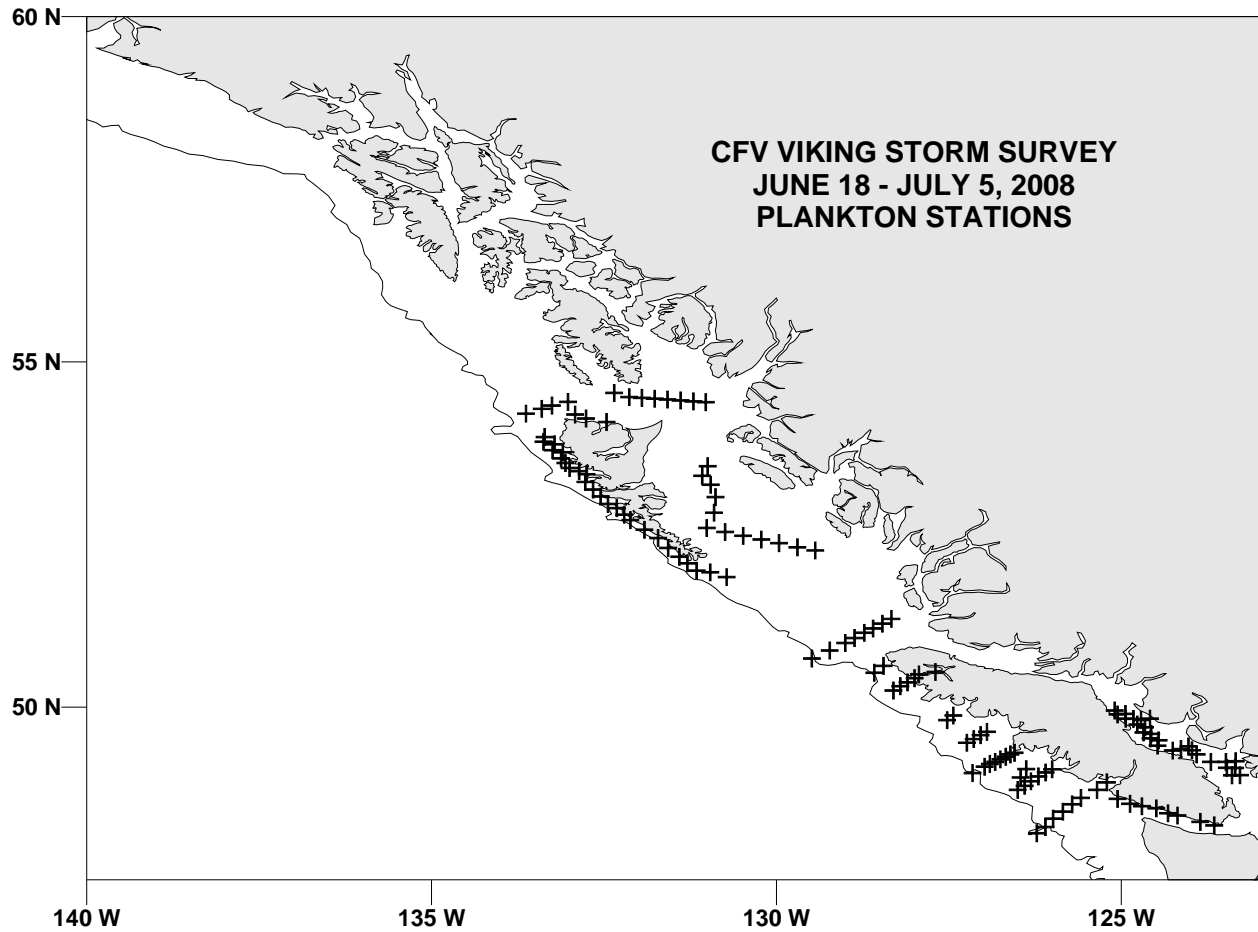 60 N
CFV VIKING STORM SURVEY
JUNE 18 - JULY 5, 2008
PLANKTON STATIONS
55 N
50 N
140 W
135 W
130 W
125 W